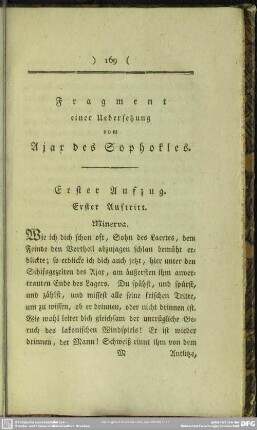 ) 169 (
Fragment
einer Uebersetzung
vom
Ajax des Sophokles.
Erster Aufzug.
Erster Auftritt.
Minerva.
Wie ich dich schon oft, Sohn des Laertes, dem
Feinde den Vortheil abzujagen schlau bemüht er-
blickte; so erblicke ich dich auch jetzt, hier unter den
Schiffsgezelten des Ajax, am äußersten ihm anver-
trauten Ende des Lagers. Du spähst, und spürst,
und zählst, und missest alle seine frischen Tritte,
um zu wissen, ob er drinnen, oder nicht drinnen ist.
Wie wohl leitet dich gleichsam der untrügliche Ge-
ruch des lakonischen Windspiels! Er ist wieder
drinnen, der Mann! Schweiß rinnt ihm von dem
M Antlitze,
DFG